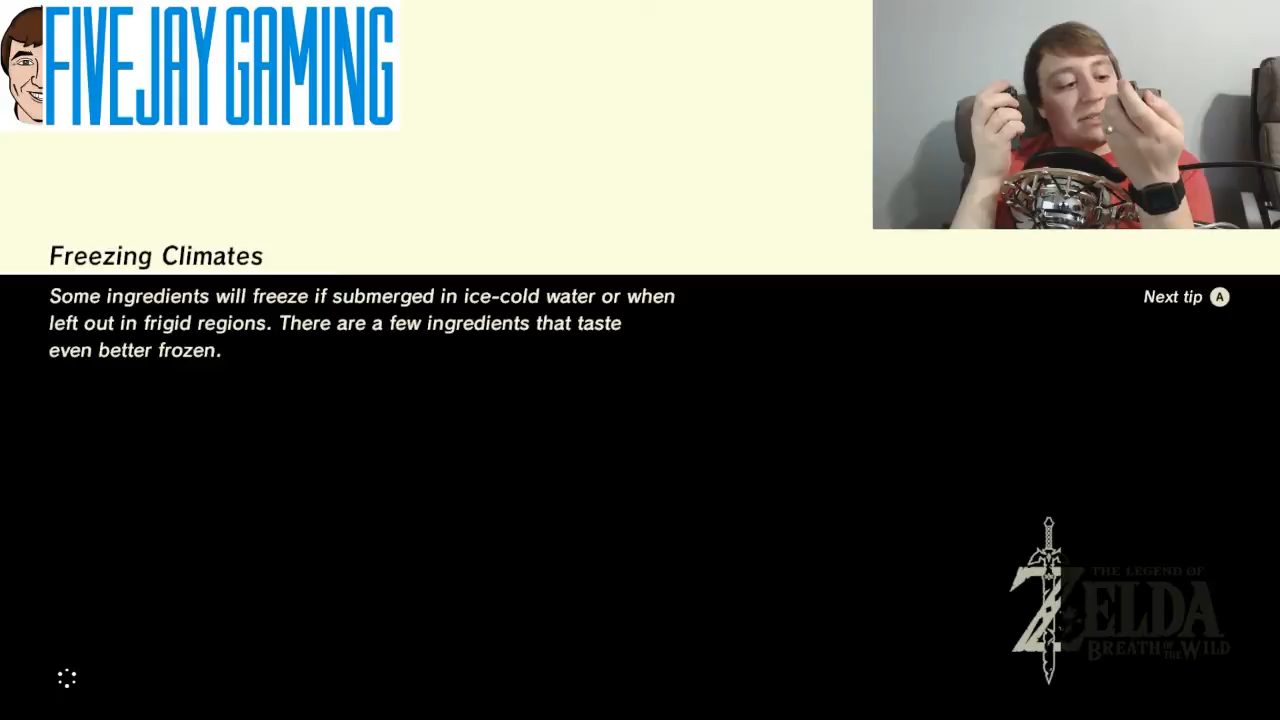 FIVEJAY GAMING
Freezing Climates
Some ingredients will freeze if submerged in ice-cold water or when
left out in frigid regions. There are a few ingredients that taste
even better frozen.
Next tip A
THE LEGEND OF
ZELDA
BREATH OF THE WILD